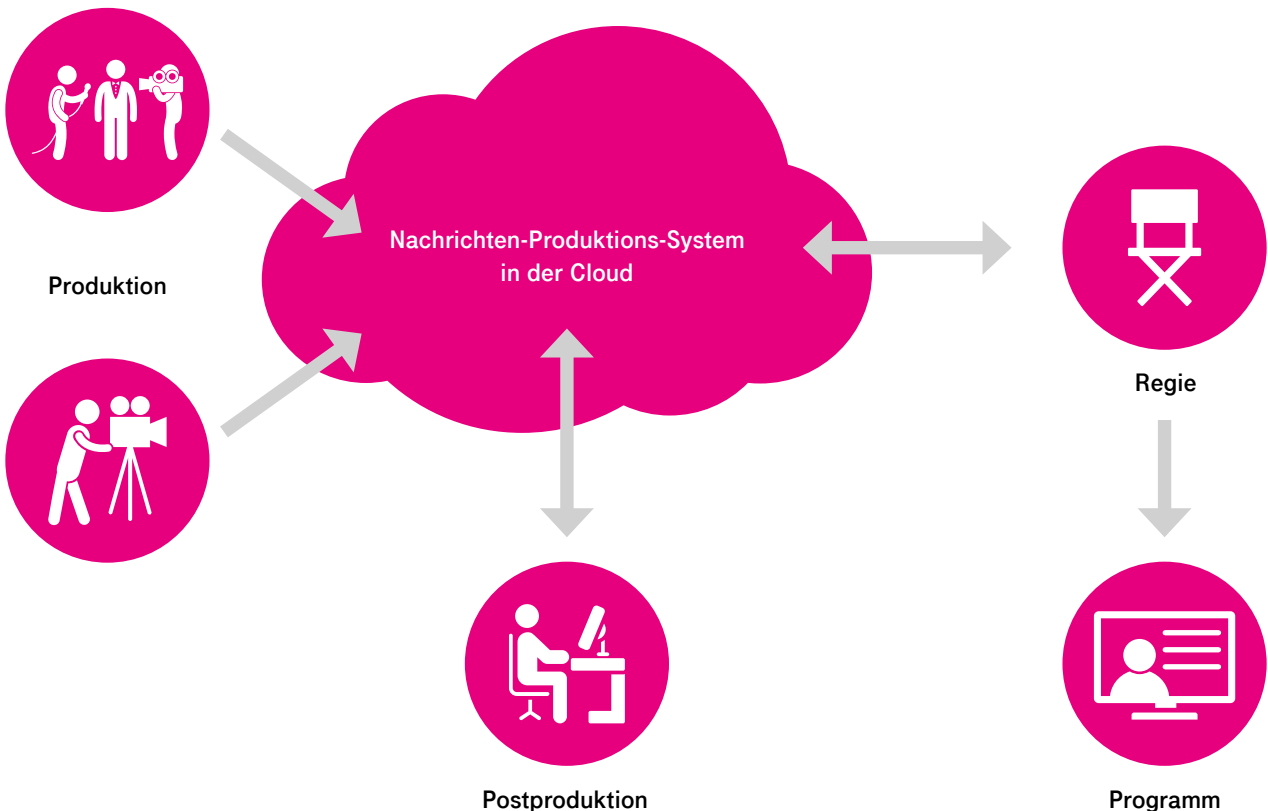 Nachrichten-Produktions-System
in der Cloud
Produktion
Regie
Postproduktion
Programm